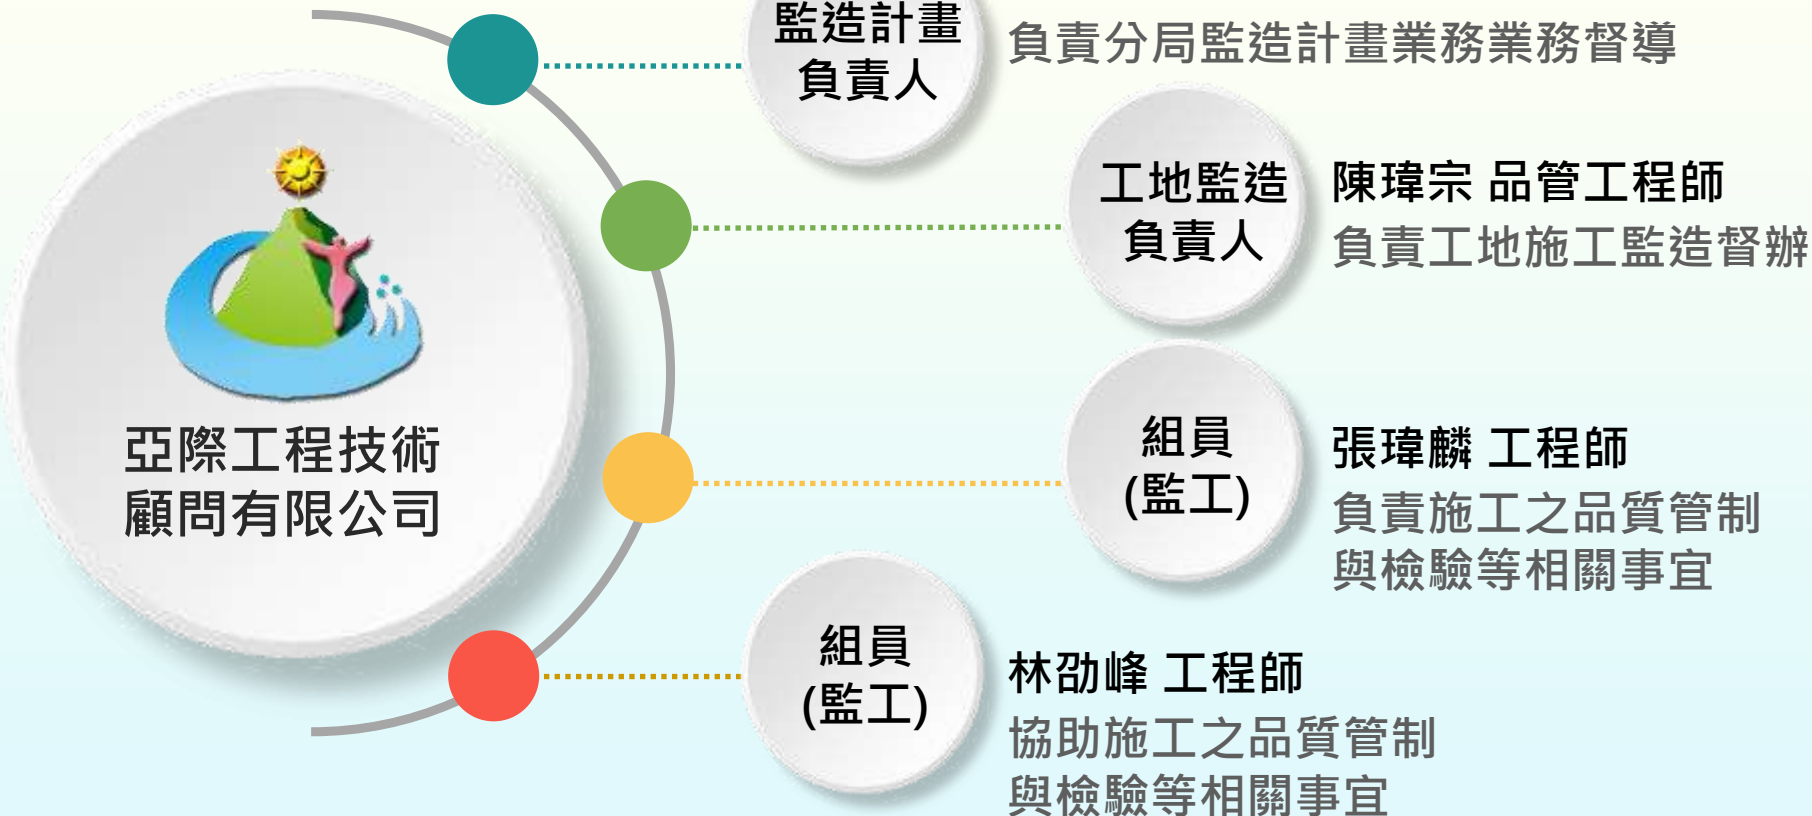 監造計畫
負責人
負責分局監造計畫業務業務督導
工地監造
負責人
陳瑋宗 品管工程師
負責工地施工監造督辦
亞際工程技術
顧問有限公司
組員
(監工)
張瑋麟 工程師
負責施工之品質管制
與檢驗等相關事宜
組員
(監工)
林劭峰 工程師
協助施工之品質管制
與檢驗等相關事宜